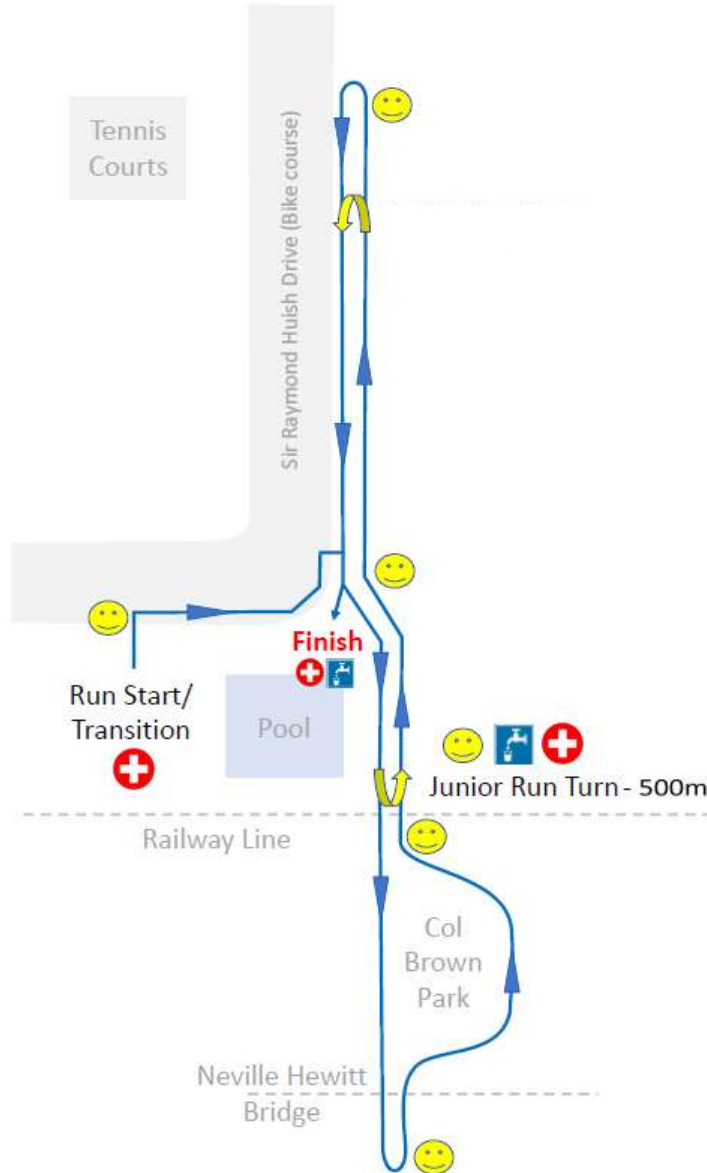 Tennis
Courts
Sir Raymond Huish Drive (Bike course)
Finish
Run Start/
Transition
Pool
Junior Run Turn - 500m
Railway Line
Col
Brown
Park
Neville Hewitt
Bridge